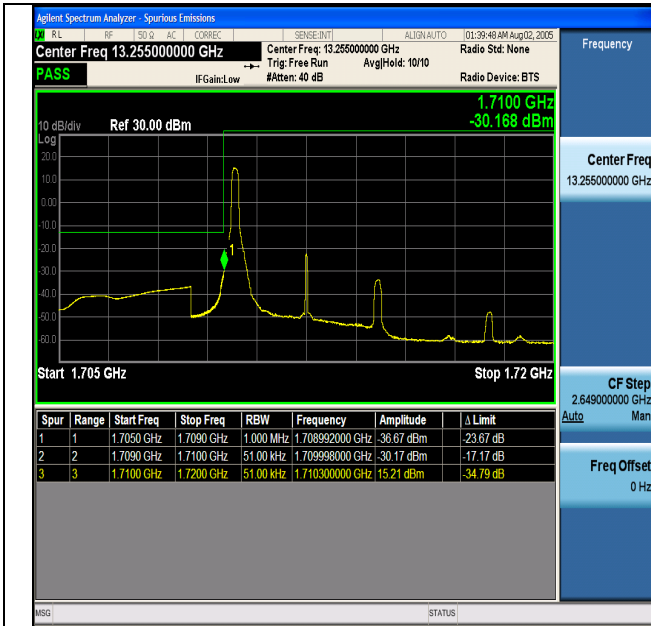 Agilent Spectrum Analyzer - Spurious Emissions
RL RF 50 Ω AC CORREC SENSE:INT ALIGN AUTO 01:39:48 AM Aug 02, 2005
Center Freq 13.255000000 GHz Center Freq: 13.255000000 GHz Radio Std: None Frequency
Trig: Free Run Avg|Hold: 10/10
PASS IFGain:Low #Atten: 40 dB Radio Device: BTS
1.7100 GHz
10 dB/div Ref 30.00 dBm -30.168 dBm
Log
20.0
10.0
0.00
-10.0
-20.0
-30.0
-40.0
-50.0
-60.0
1
Start 1.705 GHz Stop 1.72 GHz
Center Freq
13.255000000 GHz
CF Step
2.649000000 GHz
Auto Man
Freq Offset
0 Hz
Spur Range Start Freq Stop Freq RBW Frequency Amplitude Δ Limit
1 1 1.7050 GHz 1.7090 GHz 1.000 MHz 1.708992000 GHz -36.67 dBm -23.67 dB
2 2 1.7090 GHz 1.7100 GHz 51.00 kHz 1.709998000 GHz -30.17 dBm -17.17 dB
3 3 1.7100 GHz 1.7200 GHz 51.00 kHz 1.710300000 GHz 15.21 dBm -34.79 dB
MSG STATUS